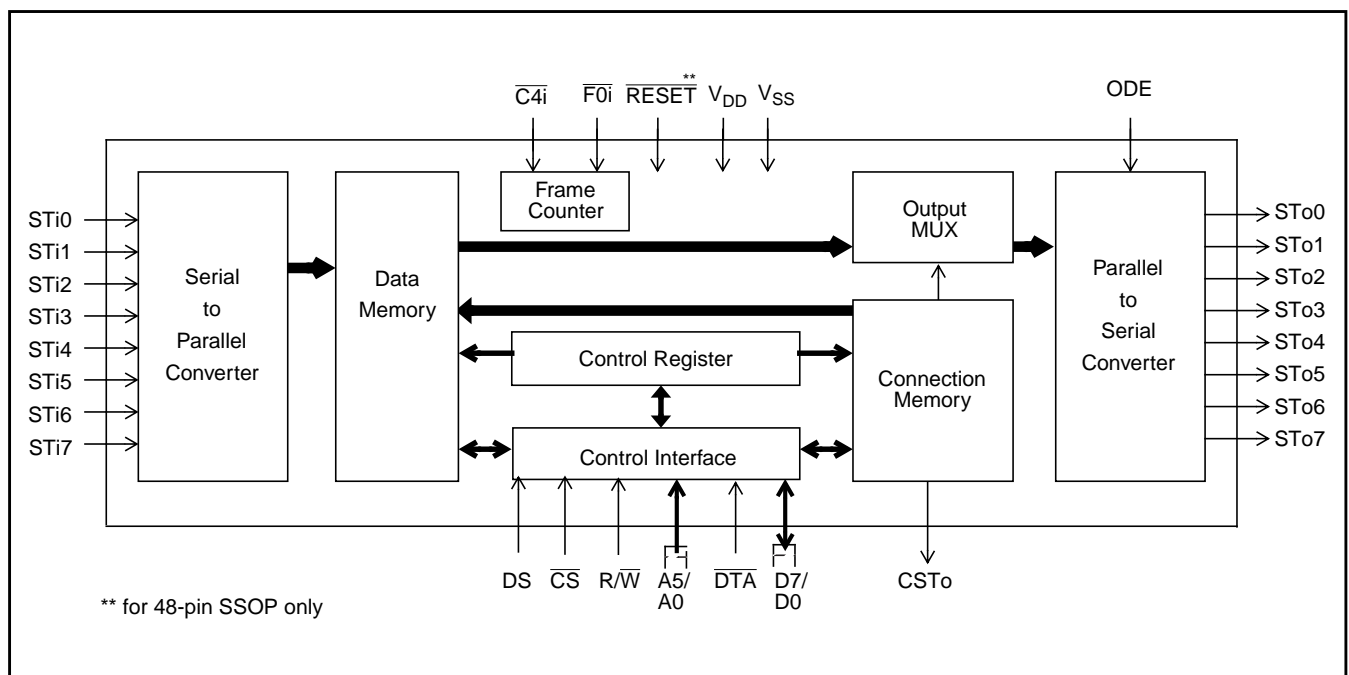 C4i
F0i
RESET**
VDD
VSS
ODE
STi0
STi1
STi2
STi3
STi4
STi5
STi6
STi7
Serial
to
Parallel
Converter
Data
Memory
Frame
Counter
Output
MUX
Control Register
Control Interface
Connection
Memory
Parallel
to
Serial
Converter
STo0
STo1
STo2
STo3
STo4
STo5
STo6
STo7
DS
CS
R/W
A5/
A0
DTA
D7/
D0
CSTo
** for 48-pin SSOP only